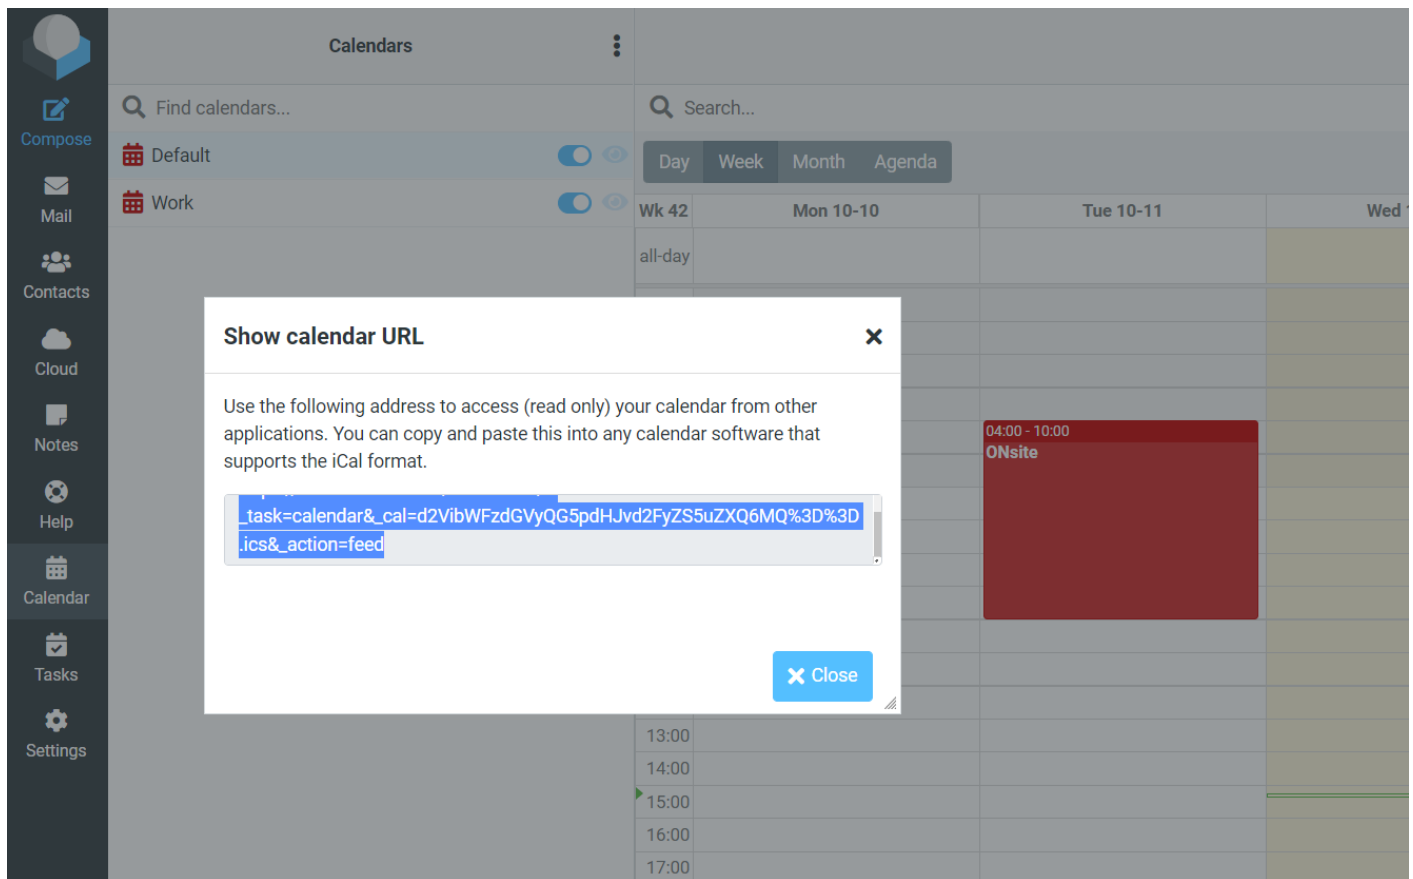 Calendars
Find calendars...
Search...
Compose
Default
Work
Day Week Month Agenda
Mail
Wk 42 Mon 10-10 Tue 10-11 Wed
all-day
Contacts
Show calendar URL
Use the following address to access (read only) your calendar from other
applications. You can copy and paste this into any calendar software that
supports the iCal format.
_task=calendar&_cal=d2VibWFzdGVyQG5pdHJvd2FyZS5uZXQ6MQ%3D%3D
.ics&_action=feed
Close
Cloud
Notes
Help
Calendar
Tasks
Settings
04:00 - 10:00
ONsite
13:00
14:00
15:00
16:00
17:00